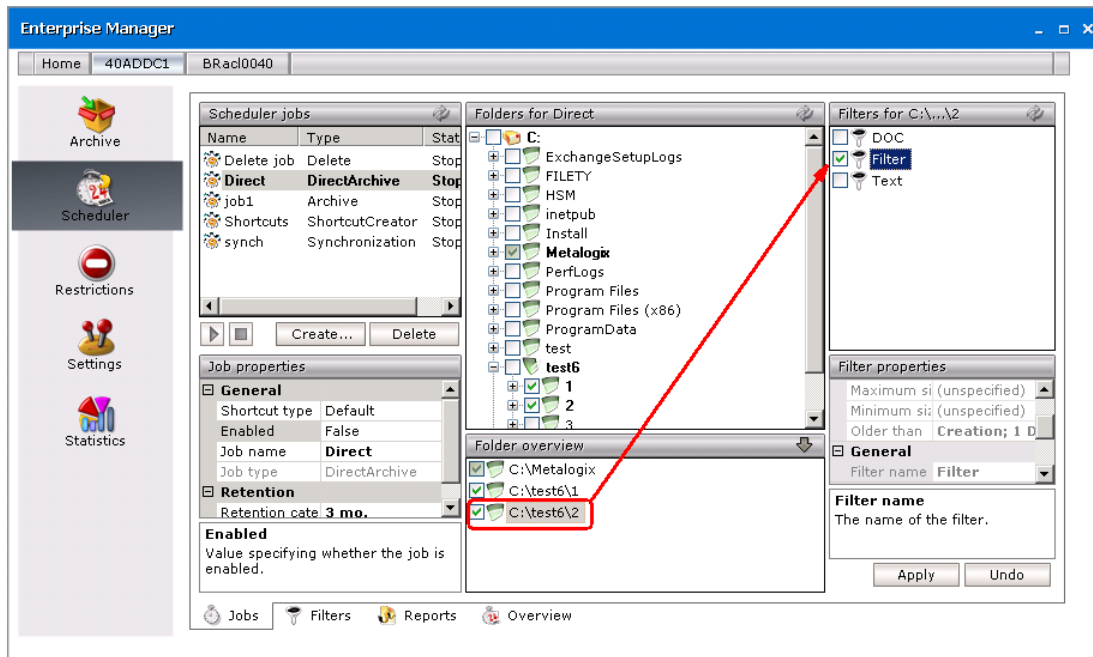 Enterprise Manager
Home 40ADDC1 BRacl0040
Archive
Scheduler
Restrictions
Settings
Statistics
Scheduler jobs
Name Type Stat
Delete job Delete Stop
Direct DirectArchive Stop
job1 Archive Stop
Shortcuts ShortcutCreator Stop
synch Synchronization Stop
Create... Delete
Job properties
General
Shortcut type Default
Enabled False
Job name Direct
Job type DirectArchive
Retention
Retention cate 3 mo.
Enabled
Value specifying whether the job is
enabled.
Folders for Direct
C:
ExchangeSetupLogs
FILETY
HSM
inetpub
Install
Metalogix
PerfLogs
Program Files
Program Files (x86)
ProgramData
test
test6
1
2
3
Folder overview
C:\Metalogix
C:\test6\1
C:\test6\2
Filters for C:\...\2
DOC
Filter
Text
Filter properties
Maximum si (unspecified)
Minimum siz (unspecified)
Older than Creation; 1 D
General
Filter name Filter
Filter name
The name of the filter.
Apply Undo
Jobs Filters Reports Overview